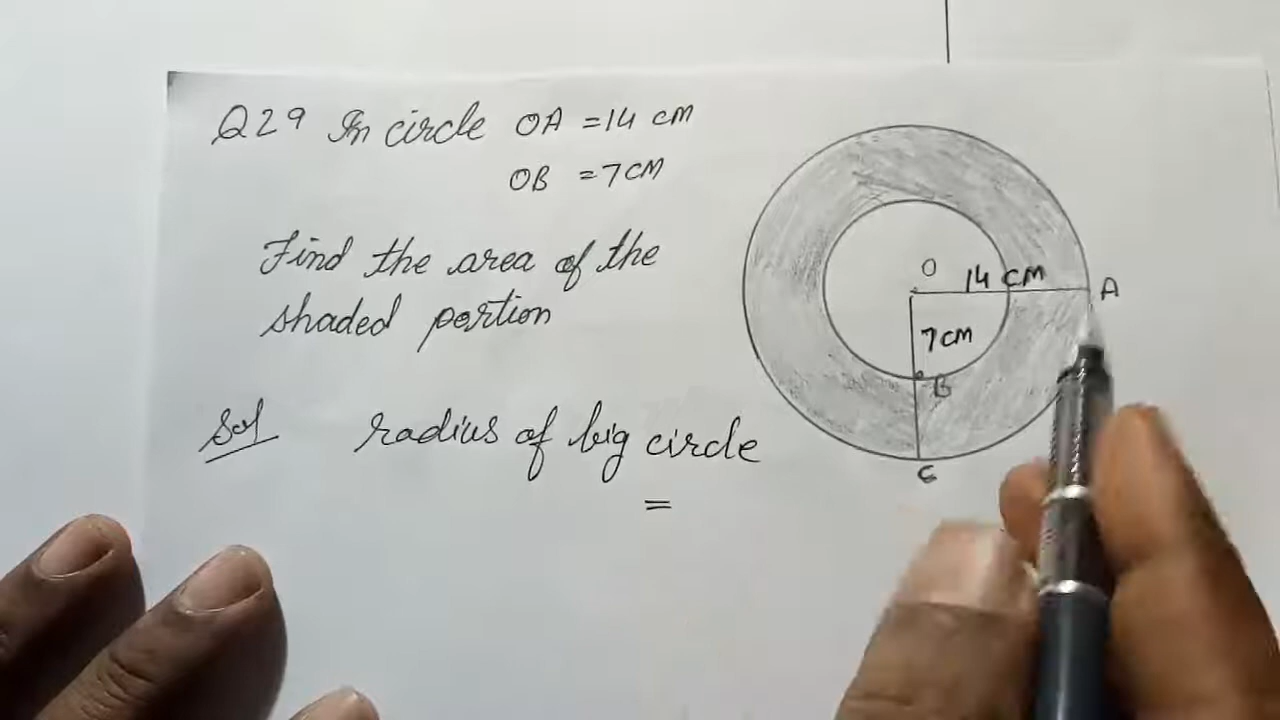 Q29 In circle OA = 14 CM
OB = 7CM
Find the area of the
shaded portion
Sol radius of big circle
=
O
14 CM
A
7cm
B
C